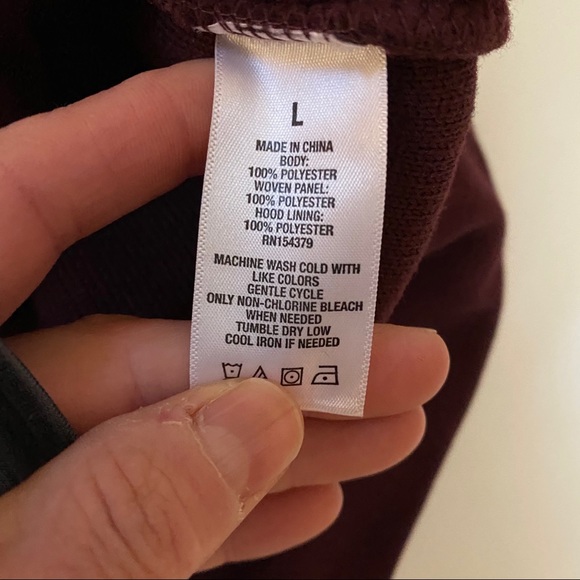 L
MADE IN CHINA
BODY:
100% POLYESTER
WOVEN PANEL:
100% POLYESTER
HOOD LINING:
100% POLYESTER
RN154379
MACHINE WASH COLD WITH
LIKE COLORS
GENTLE CYCLE
ONLY NON-CHLORINE BLEACH
WHEN NEEDED
TUMBLE DRY LOW
COOL IRON IF NEEDED